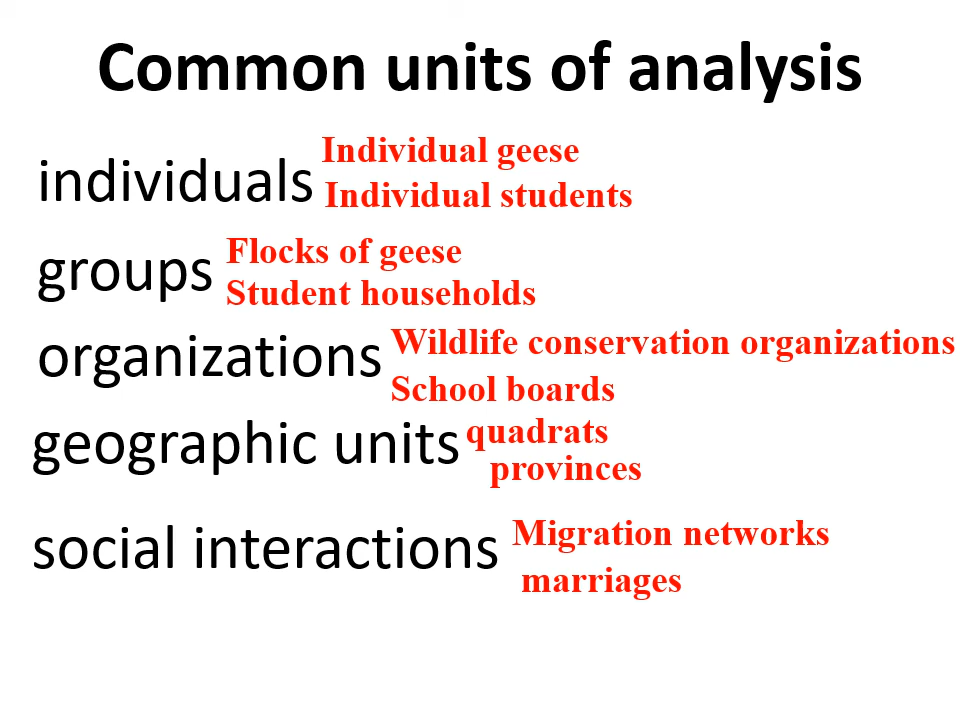 Common units of analysis
individuals
Individual geese
Individual students
groups
Flocks of geese
Student households
organizations
Wildlife conservation organizations
School boards
geographic units
quadrats
provinces
social interactions
Migration networks
marriages